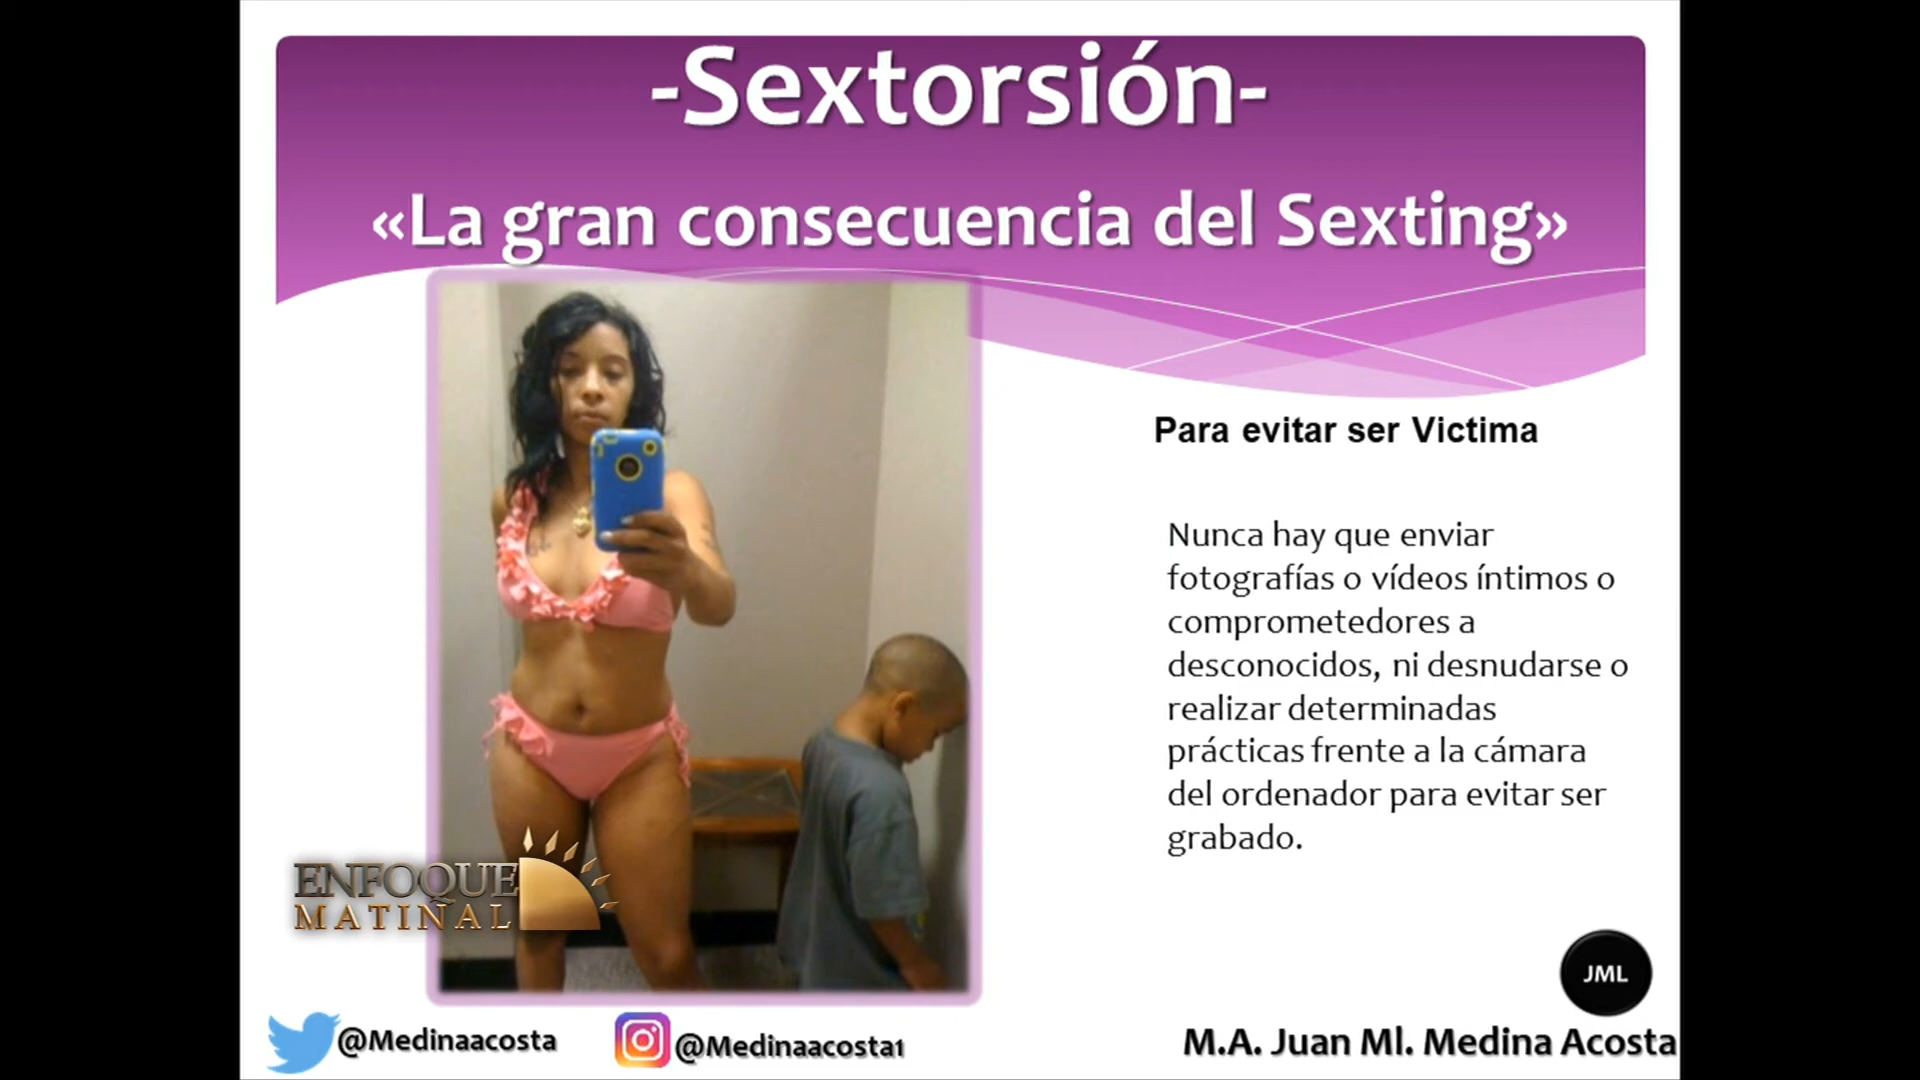 -Sextorsión-
«La gran consecuencia del Sexting»
Para evitar ser Victima
Nunca hay que enviar
fotografías o vídeos íntimos o
comprometedores a
desconocidos, ni desnudarse o
realizar determinadas
prácticas frente a la cámara
del ordenador para evitar ser
grabado.
ENFOQUE
MATINAL
JML
@Medinaacosta
@Medinaacosta1
M.A. Juan Ml. Medina Acosta